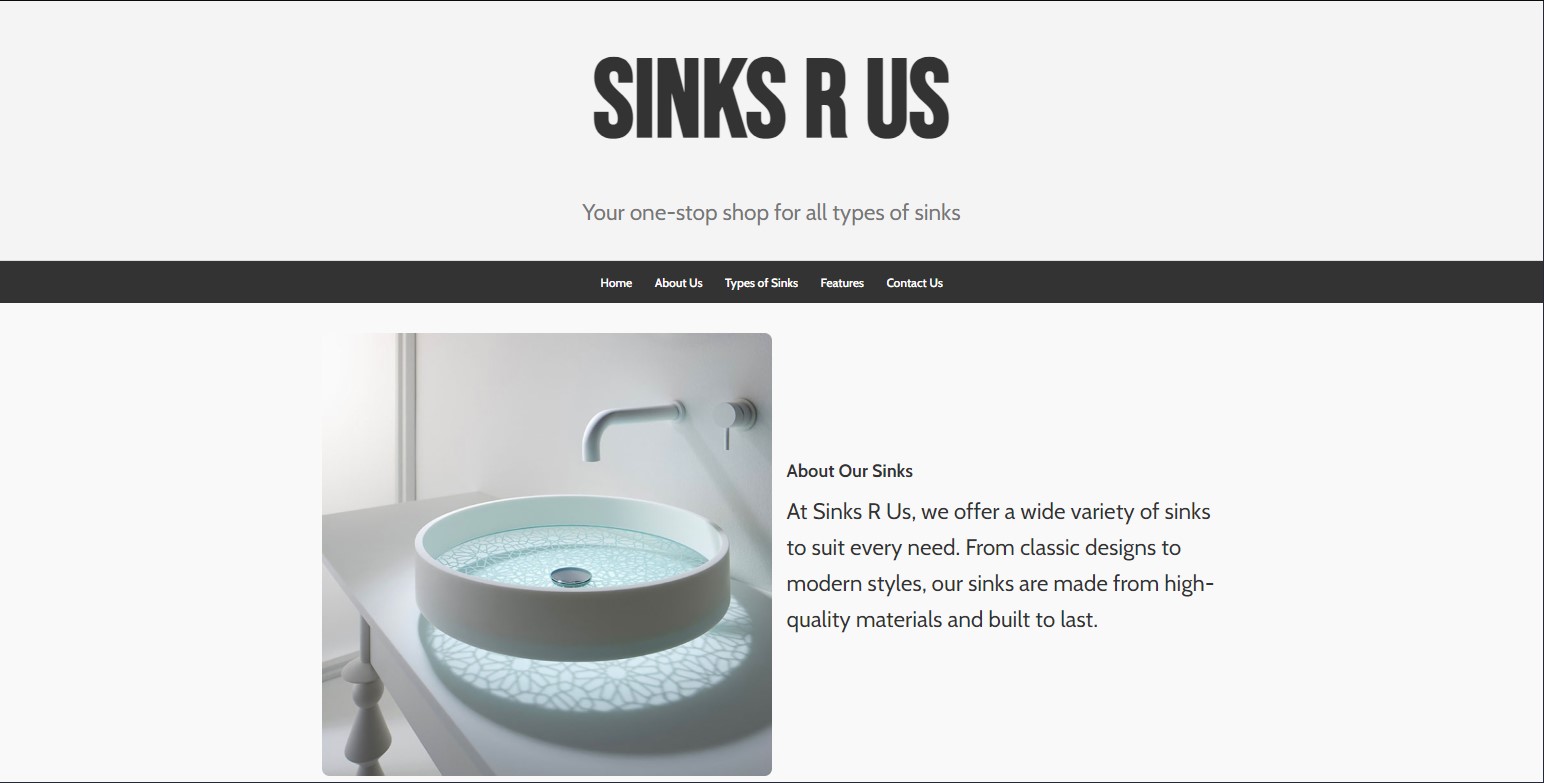 SINKS R US
Your one-stop shop for all types of sinks
Home About Us Types of Sinks Features Contact Us
About Our Sinks
At Sinks R Us, we offer a wide variety of sinks
to suit every need. From classic designs to
modern styles, our sinks are made from high-
quality materials and built to last.